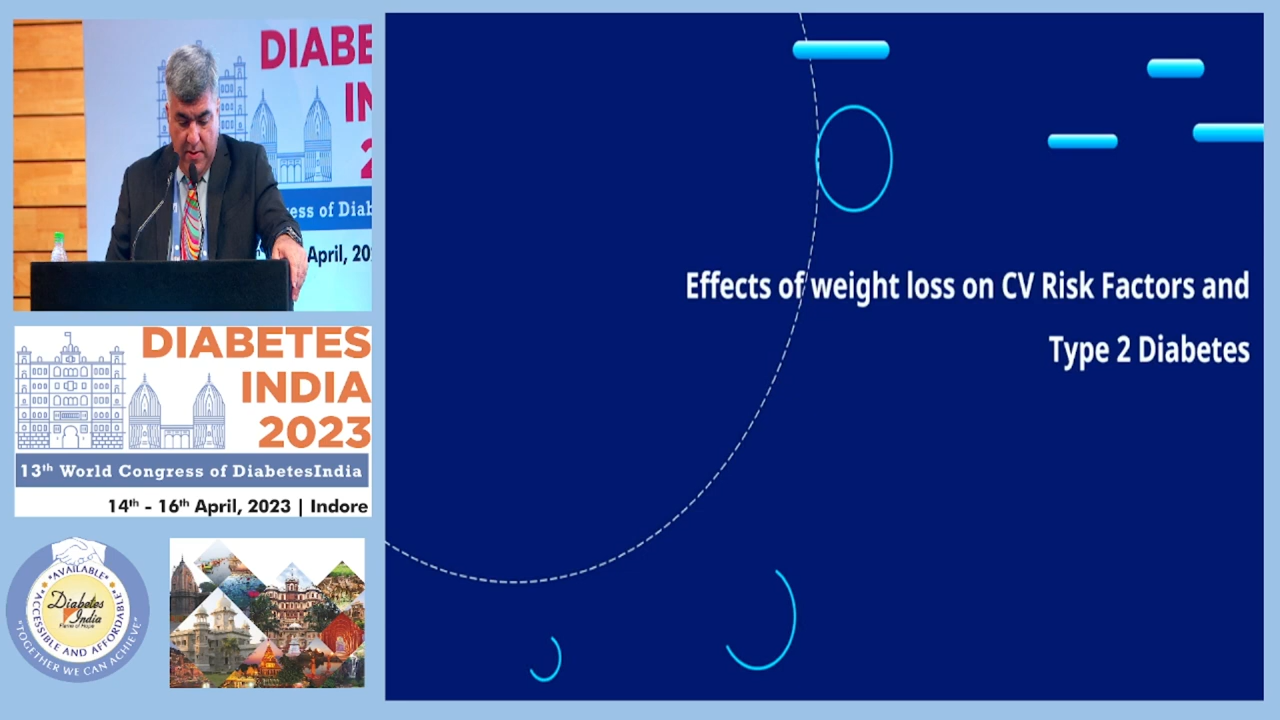 DIABE
IN
2
ess of Diab
April, 20
DIABETES
INDIA
2023
13th World Congress of DiabetesIndia
14th - 16th April, 2023 | Indore
"AVAILABLE"
"ACCESSIBLE AND AFFORDABLE"
Diabetes
India
"TOGETHER WE CAN ACHIEVE"
Effects of weight loss on CV Risk Factors and
Type 2 Diabetes